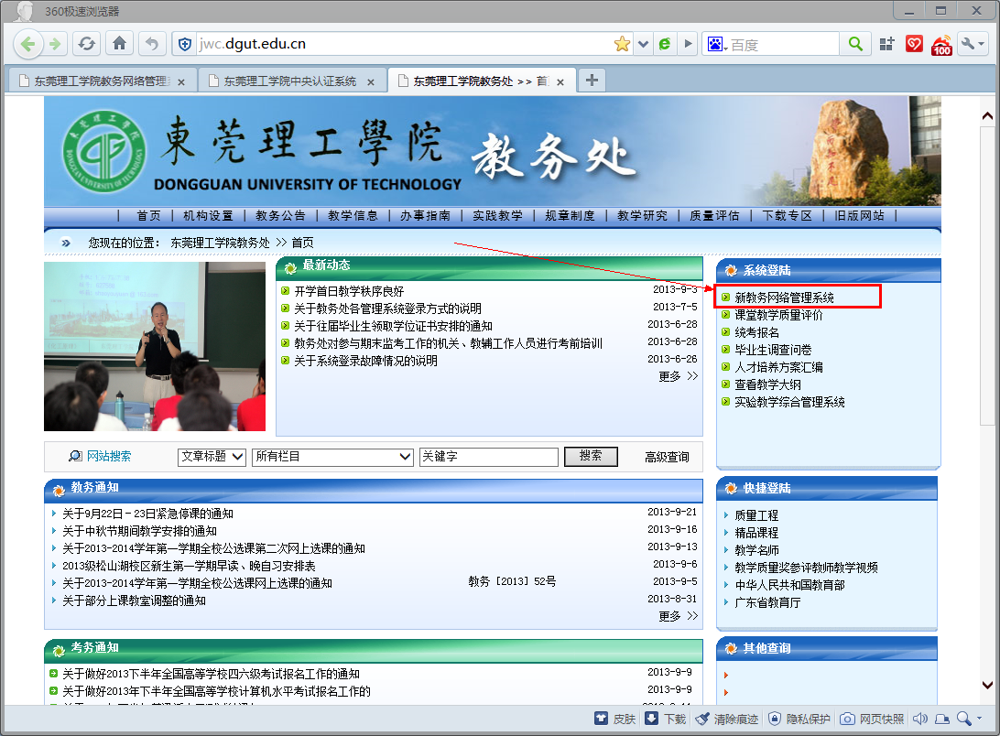 360极速浏览器
jwc.dgut.edu.cn
百度
100
东莞理工学院教务网络管理
东莞理工学院中央认证系统
东莞理工学院教务处 >> 首
東莞理工學院 教务处
DONGGUAN UNIVERSITY OF TECHNOLOGY
首页 | 机构设置 | 教务公告 | 教学信息 | 办事指南 | 实践教学 | 规章制度 | 教学研究 | 质量评估 | 下载专区 | 旧版网站 |
您现在的位置： 东莞理工学院教务处 >> 首页
最新动态
开学首日教学秩序良好 2013-9-3
关于教务处各管理系统登录方式的说明 2013-7-5
关于往届毕业生领取学位证书安排的通知 2013-6-28
教务处对参与期末监考工作的机关、教辅工作人员进行考前培训 2013-6-28
关于系统登录故障情况的说明 2013-6-26
更多 >>
系统登陆
新教务网络管理系统
课堂教学质量评价
统考报名
毕业生调查问卷
人才培养方案汇编
查看教学大纲
实验教学综合管理系统
网站搜索 文章标题 所有栏目 关键字 搜索 高级查询
教务通知
关于9月22日－23日紧急停课的通知 2013-9-21
关于中秋节期间教学安排的通知 2013-9-16
关于2013-2014学年第一学期全校公选课第二次网上选课的通知 2013-9-13
2013级松山湖校区新生第一学期早读、晚自习安排表 2013-9-6
关于2013-2014学年第一学期全校公选课网上选课的通知 教务［2013］52号 2013-9-5
关于部分上课教室调整的通知 2013-8-31
更多 >>
快捷登陆
质量工程
精品课程
教学名师
教学质量奖参评教师教学视频
中华人民共和国教育部
广东省教育厅
考务通知
关于做好2013下半年全国高等学校四六级考试报名工作的通知 2013-9-9
关于做好2013年下半年全国高等学校计算机水平考试报名工作的 2013-9-9
其他查询
皮肤 下载 清除痕迹 隐私保护 网页快照